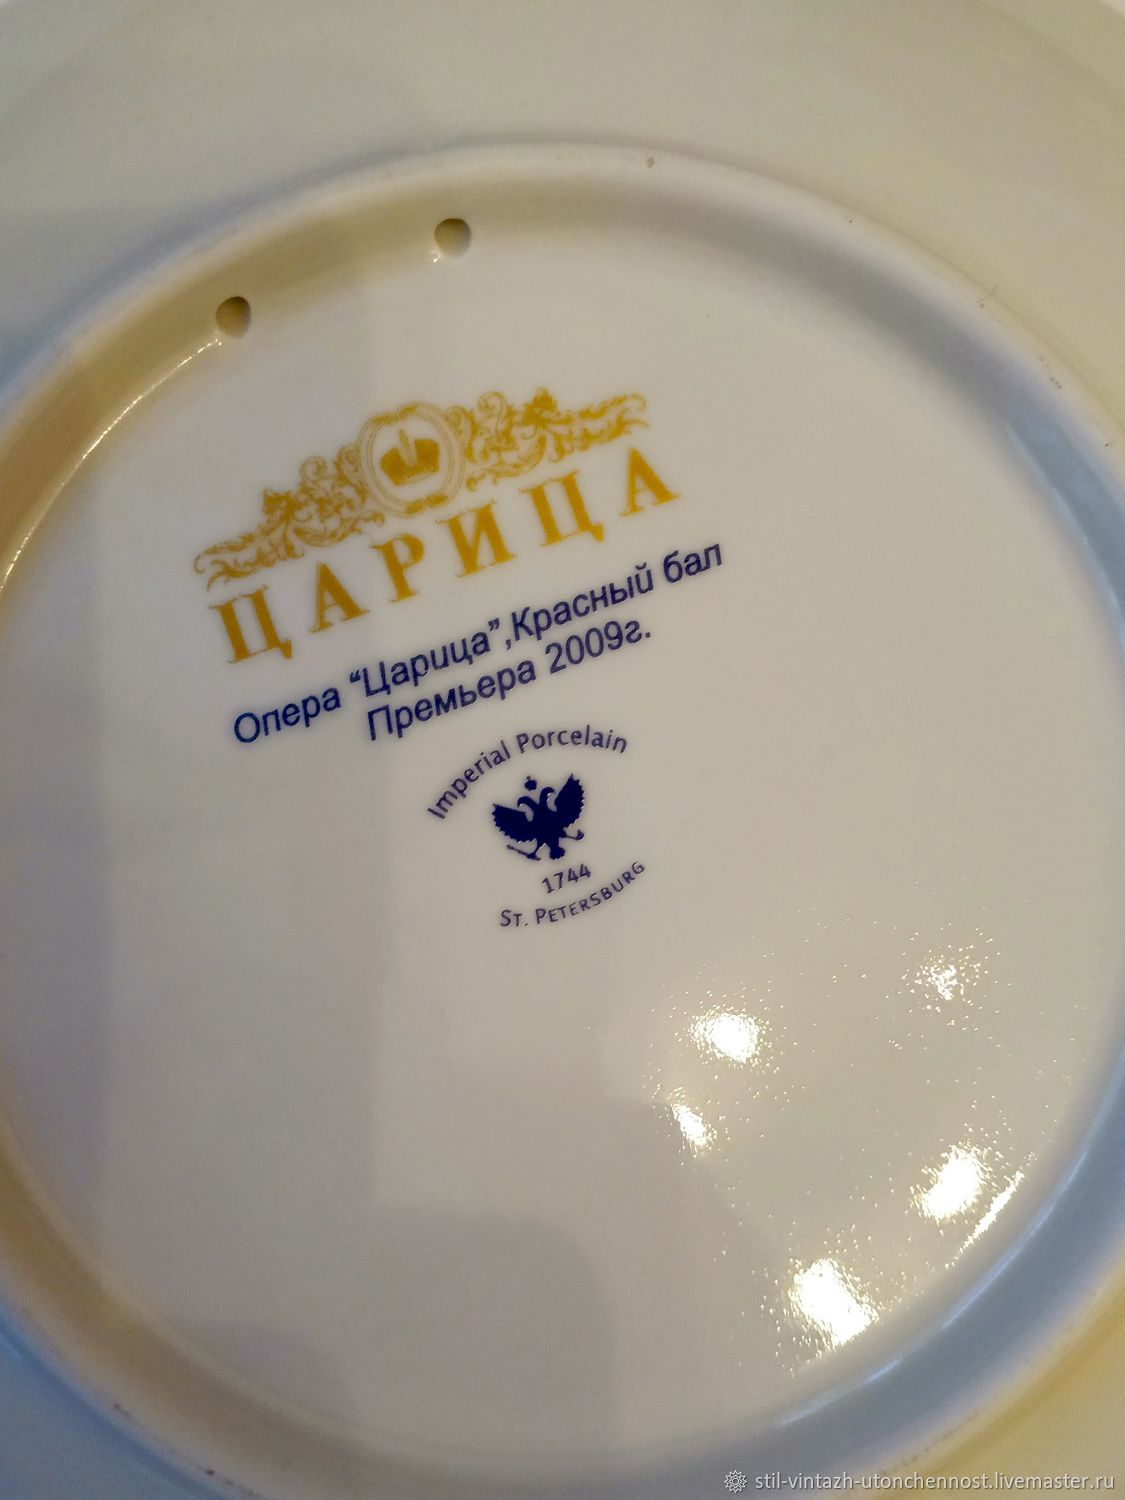 ЦАРИЦА
Опера “Царица”,Красный бал
Премьера 2009г.
Imperial Porcelain
1744
ST. PETERSBURG
stil-vintazh-utonchennost.livemaster.ru